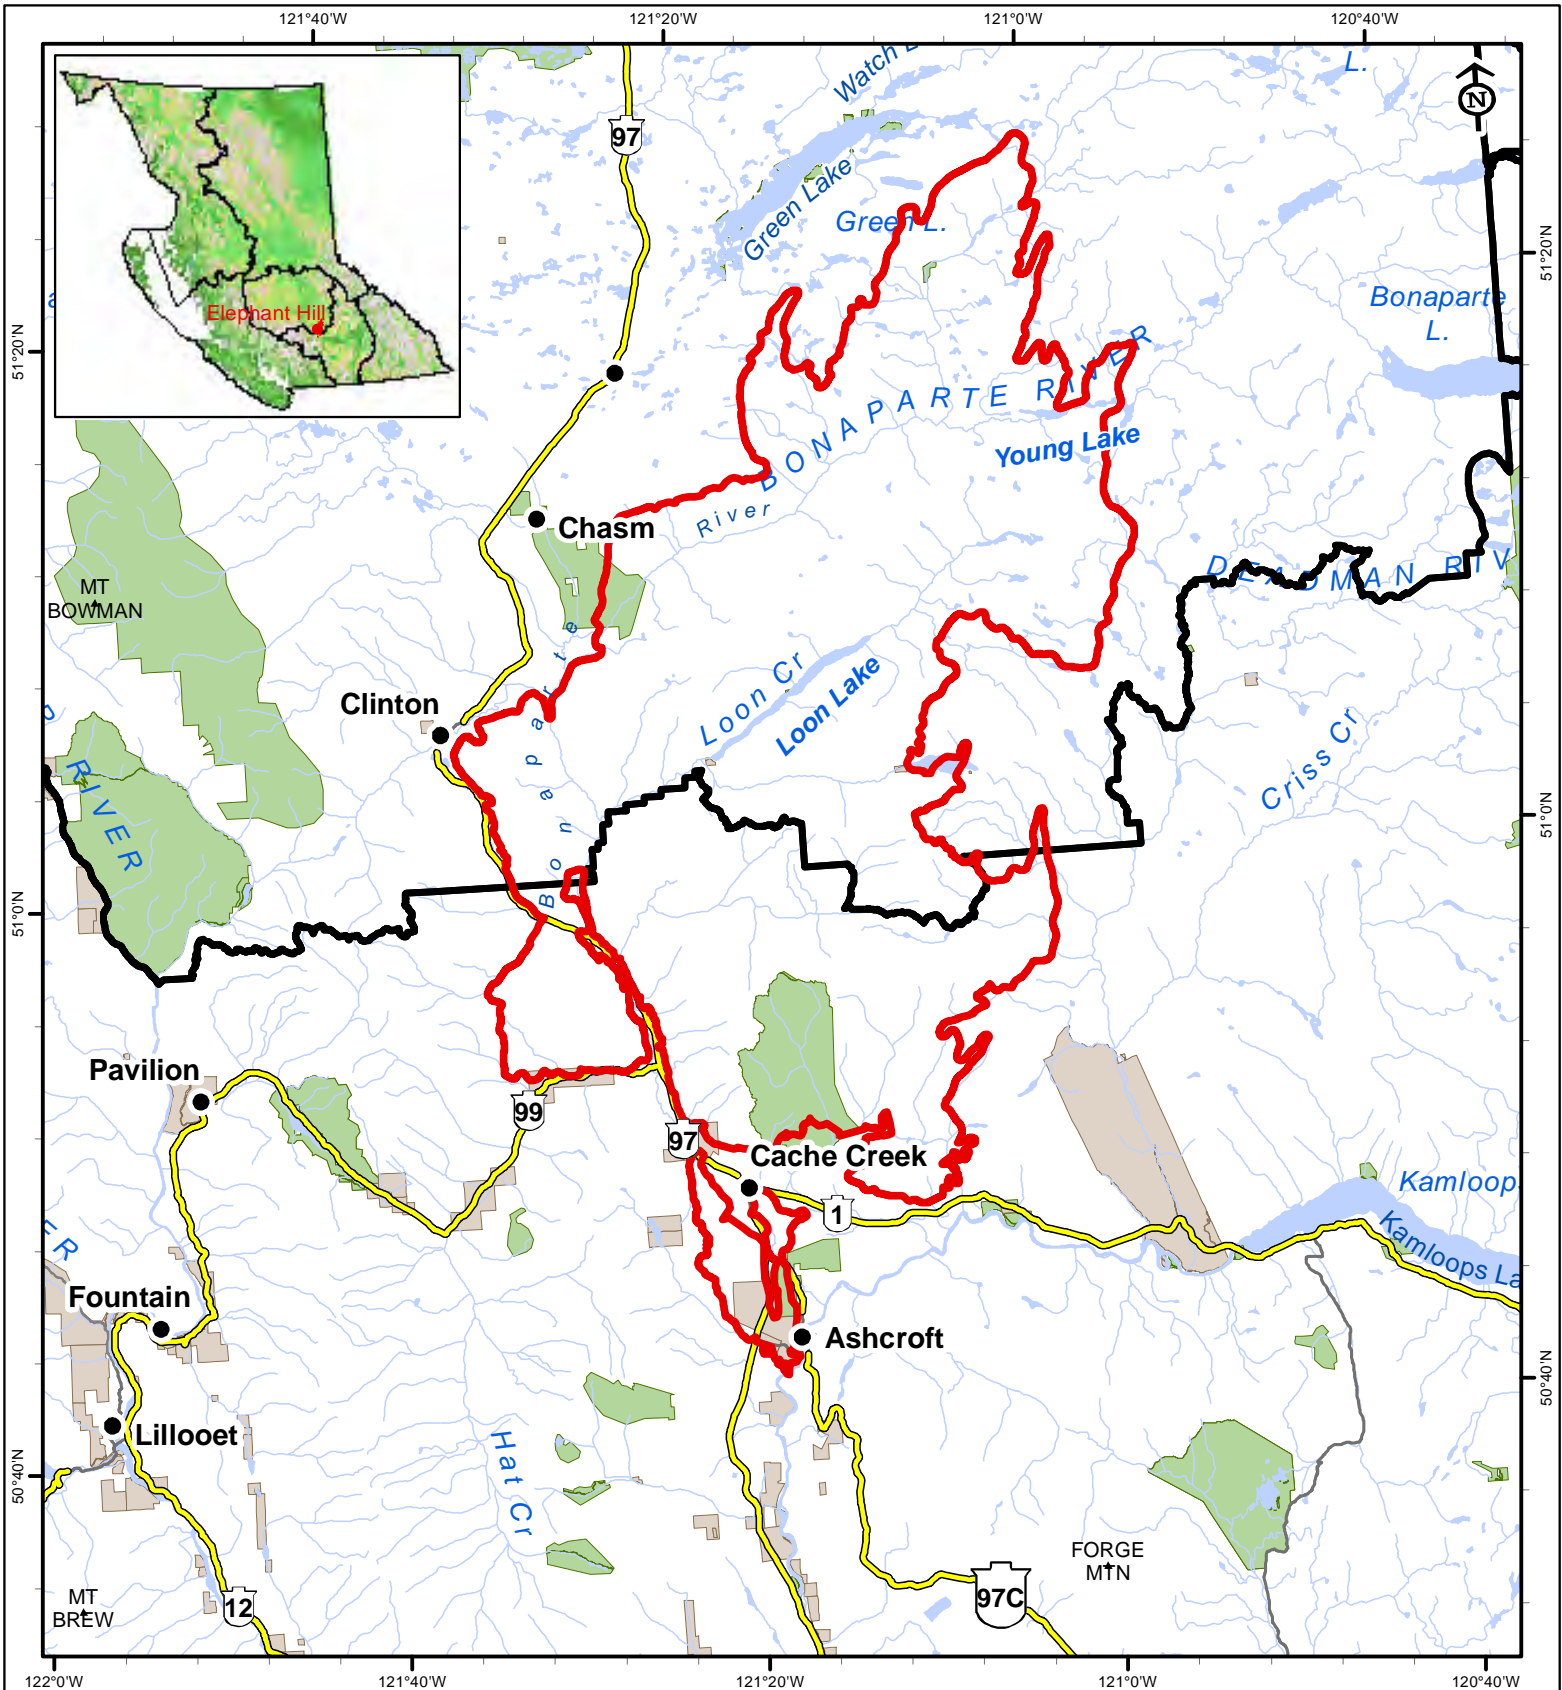 121°40'W
121°20'W
121°0'W
120°40'W
Watch L
L.
N
97
Green Lake
Green L.
51°20'N
Elephant Hill
Bonaparte
L.
51°20'N
BONAPARTE RIVER
Young Lake
River
Chasm
DEADMAN RIV
MT
BOWMAN
Bonaparte
Loon Cr
Loon Lake
Clinton
Criss Cr
RIVER
51°0'N
51°0'N
Pavilion
99
97
Cache Creek
1
Kamloops
Kamloops La
ER
Fountain
Ashcroft
50°40'N
Lillooet
Hat Cr
50°40'N
FORGE
MTN
97C
MT
BREW
12
122°0'W
121°40'W
121°20'W
121°0'W
120°40'W